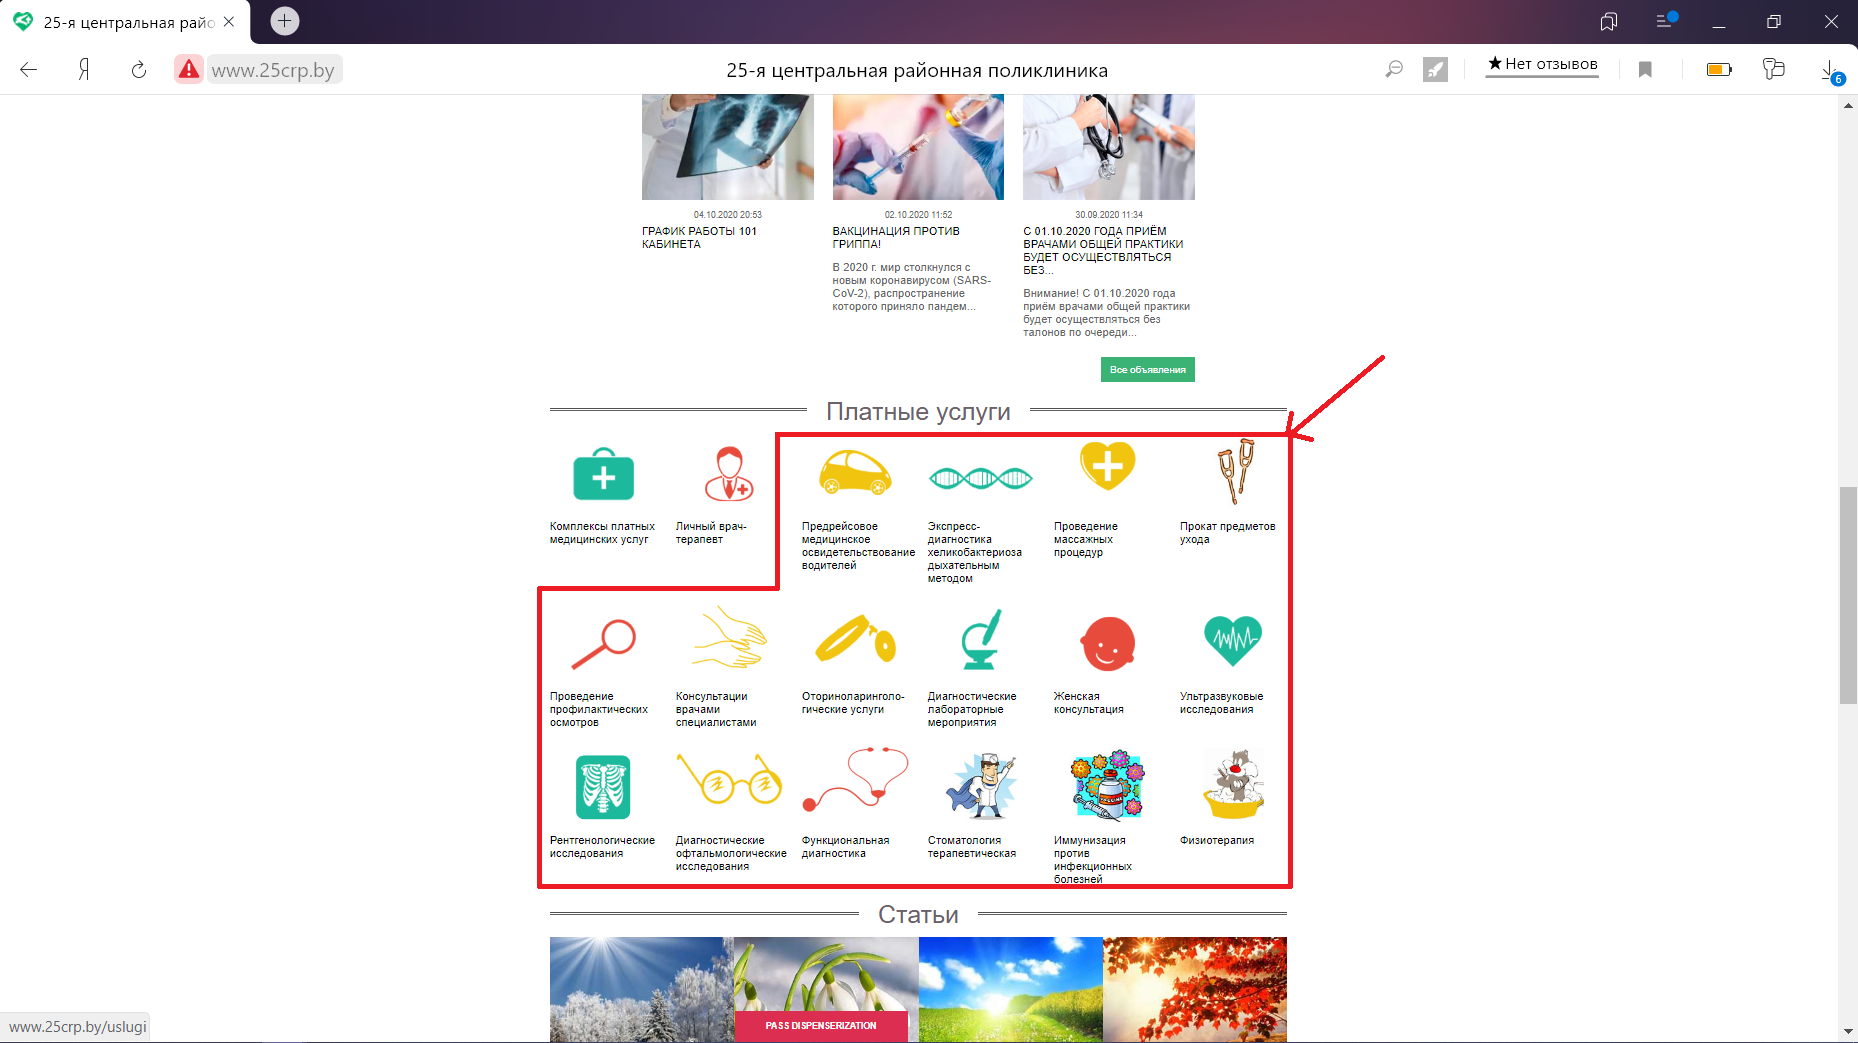 25-я центральная райо
www.25crp.by
25-я центральная районная поликлиника
★ Нет отзывов
6
04.10.2020 20:53
ГРАФИК РАБОТЫ 101
КАБИНЕТА
02.10.2020 11:52
ВАКЦИНАЦИЯ ПРОТИВ
ГРИППА!
В 2020 г. мир столкнулся с
новым коронавирусом (SARS-
CoV-2), распространение
которого приняло пандем...
30.09.2020 11:34
С 01.10.2020 ГОДА ПРИЁМ
ВРАЧАМИ ОБЩЕЙ ПРАКТИКИ
БУДЕТ ОСУЩЕСТВЛЯТЬСЯ
БЕЗ...
Внимание! С 01.10.2020 года
приём врачами общей практики
будет осуществляться без
талонов по очереди...
Все объявления
Платные услуги
Комплексы платных
медицинских услуг
Личный врач-
терапевт
Предрейсовое
медицинское
освидетельствование
водителей
Экспресс-
диагностика
хеликобактериоза
дыхательным
методом
Проведение
массажных
процедур
Прокат предметов
ухода
Проведение
профилактических
осмотров
Консультации
врачами
специалистами
Оториноларинголо-
гические услуги
Диагностические
лабораторные
мероприятия
Женская
консультация
Ультразвуковые
исследования
Рентгенологические
исследования
Диагностические
офтальмологические
исследования
Функциональная
диагностика
Стоматология
терапевтическая
Иммунизация
против
инфекционных
болезней
Физиотерапия
Статьи
PASS DISPENSERIZATION
www.25crp.by/uslugi